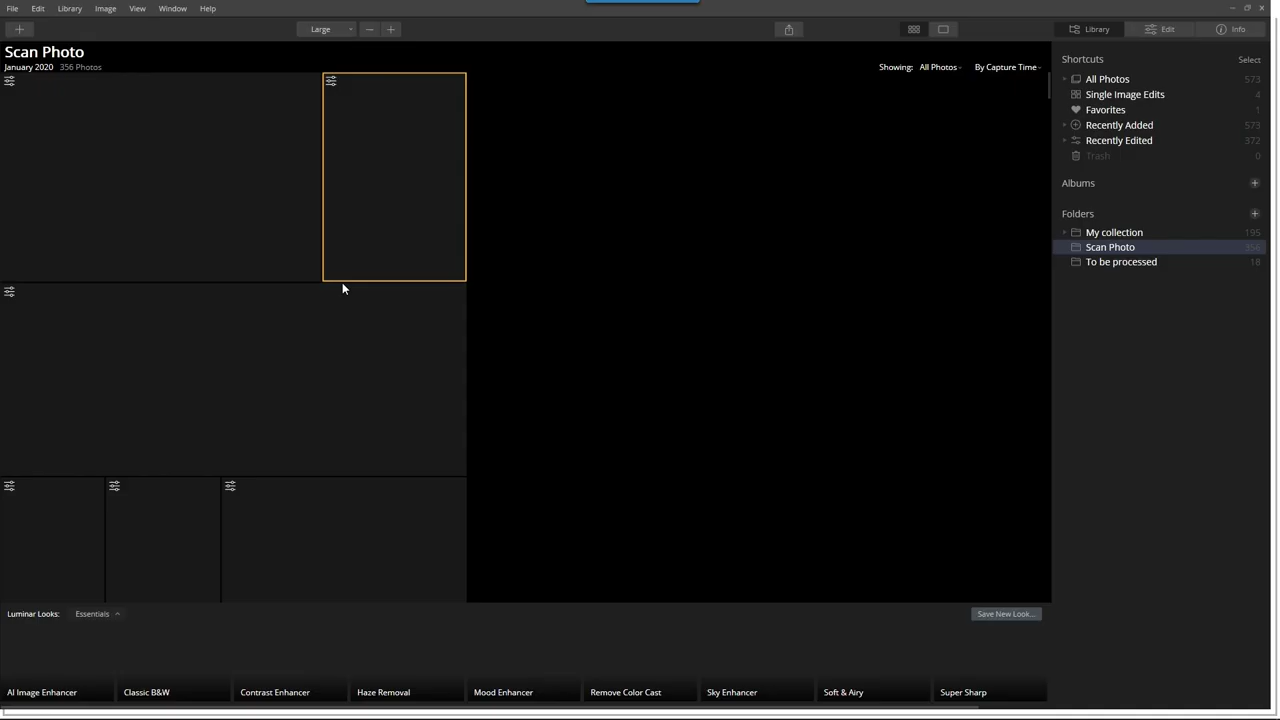 File Edit Library Image View Window Help
Large
Library Edit Info
Scan Photo
January 2020 356 Photos
Showing: All Photos By Capture Time
Shortcuts Select
All Photos 573
Single Image Edits 4
Favorites 1
Recently Added 573
Recently Edited 372
Trash 0
Albums
Folders
My collection 195
Scan Photo 356
To be processed 18
Luminar Looks: Essentials
Save New Look...
AI Image Enhancer
Classic B&W
Contrast Enhancer
Haze Removal
Mood Enhancer
Remove Color Cast
Sky Enhancer
Soft & Airy
Super Sharp